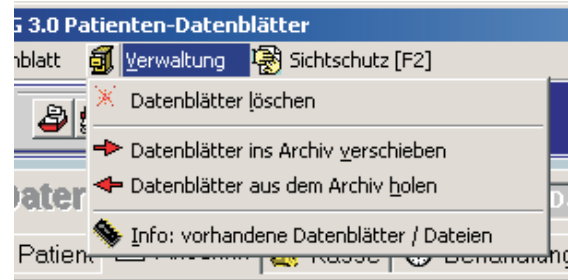 G 3.0 Patienten-Datenblätter
nblatt Verwaltung Sichtschutz [F2]
Datenblätter löschen
Datenblätter ins Archiv verschieben
Datenblätter aus dem Archiv holen
Info: vorhandene Datenblätter / Dateien
Patient